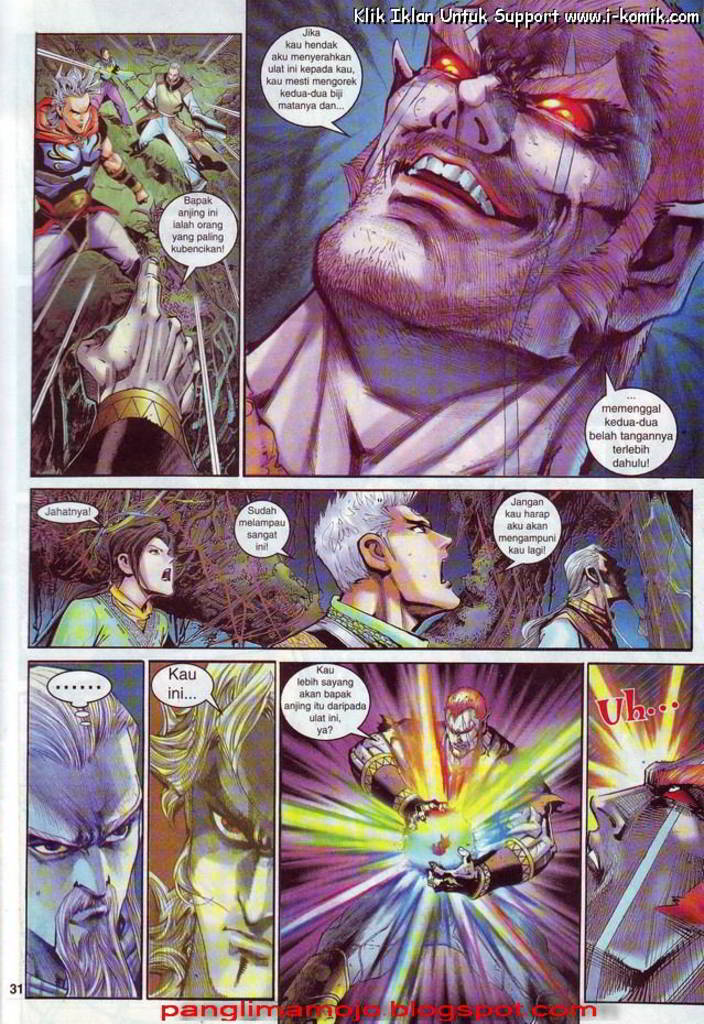 Klik Iklan Untuk Support www.i-komik.com
Bapak
anjing ini
ialah orang
yang paling
kubencikan!
Jika
kau hendak
aku menyerahkan
ulat ini kepada kau,
kau mesti mengorek
kedua-dua biji
matanya dan...
...
memenggal
kedua-dua
belah tangannya
terlebih
dahulu!
Jahatnya!
Sudah
melampau
sangat
ini!
Jangan
kau harap
aku akan
mengampuni
kau lagi!
......
Kau
ini...
Kau
lebih sayang
akan bapak
anjing itu daripada
ulat ini,
ya?
Uh...
31
panglimamojo.blogspot.com